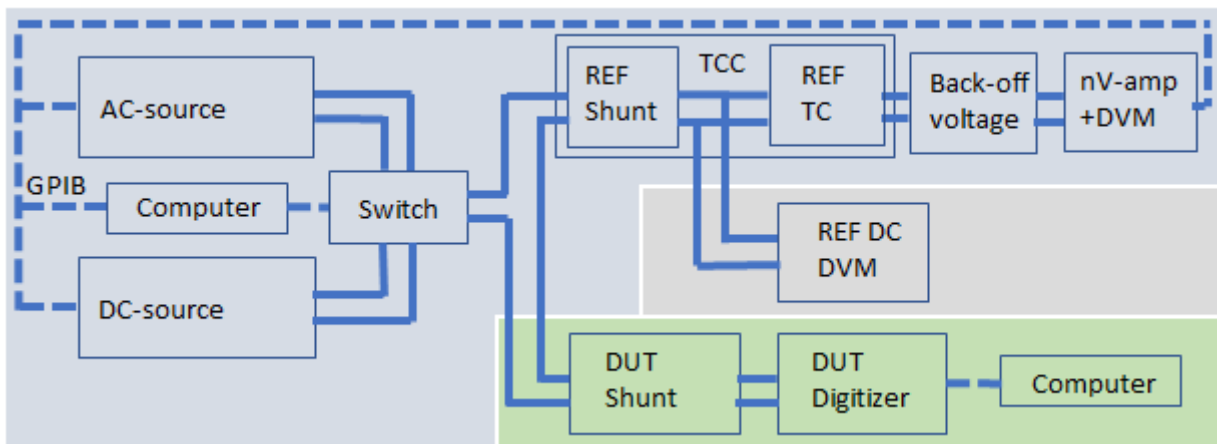 AC-source
GPIB
Computer
DC-source
Switch
REF
Shunt
TCC
REF
TC
Back-off
voltage
nV-amp
+DVM
REF DC
DVM
DUT
Shunt
DUT
Digitizer
Computer